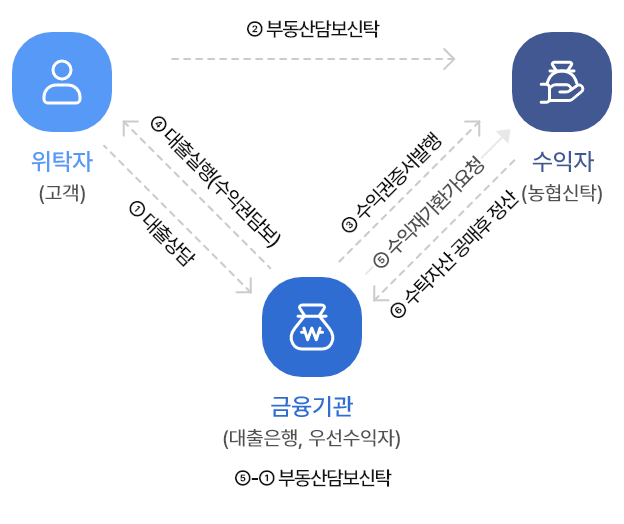 ② 부동산담보신탁
위탁자
(고객)
④ 대출실행(수익권담보)
① 대출상담
③ 수익권증서발행
⑤ 수익재가환가요청
⑥ 수탁자산 공매후 정산
수익자
(농협신탁)
금융기관
(대출은행, 우선수익자)
⑤-① 부동산담보신탁